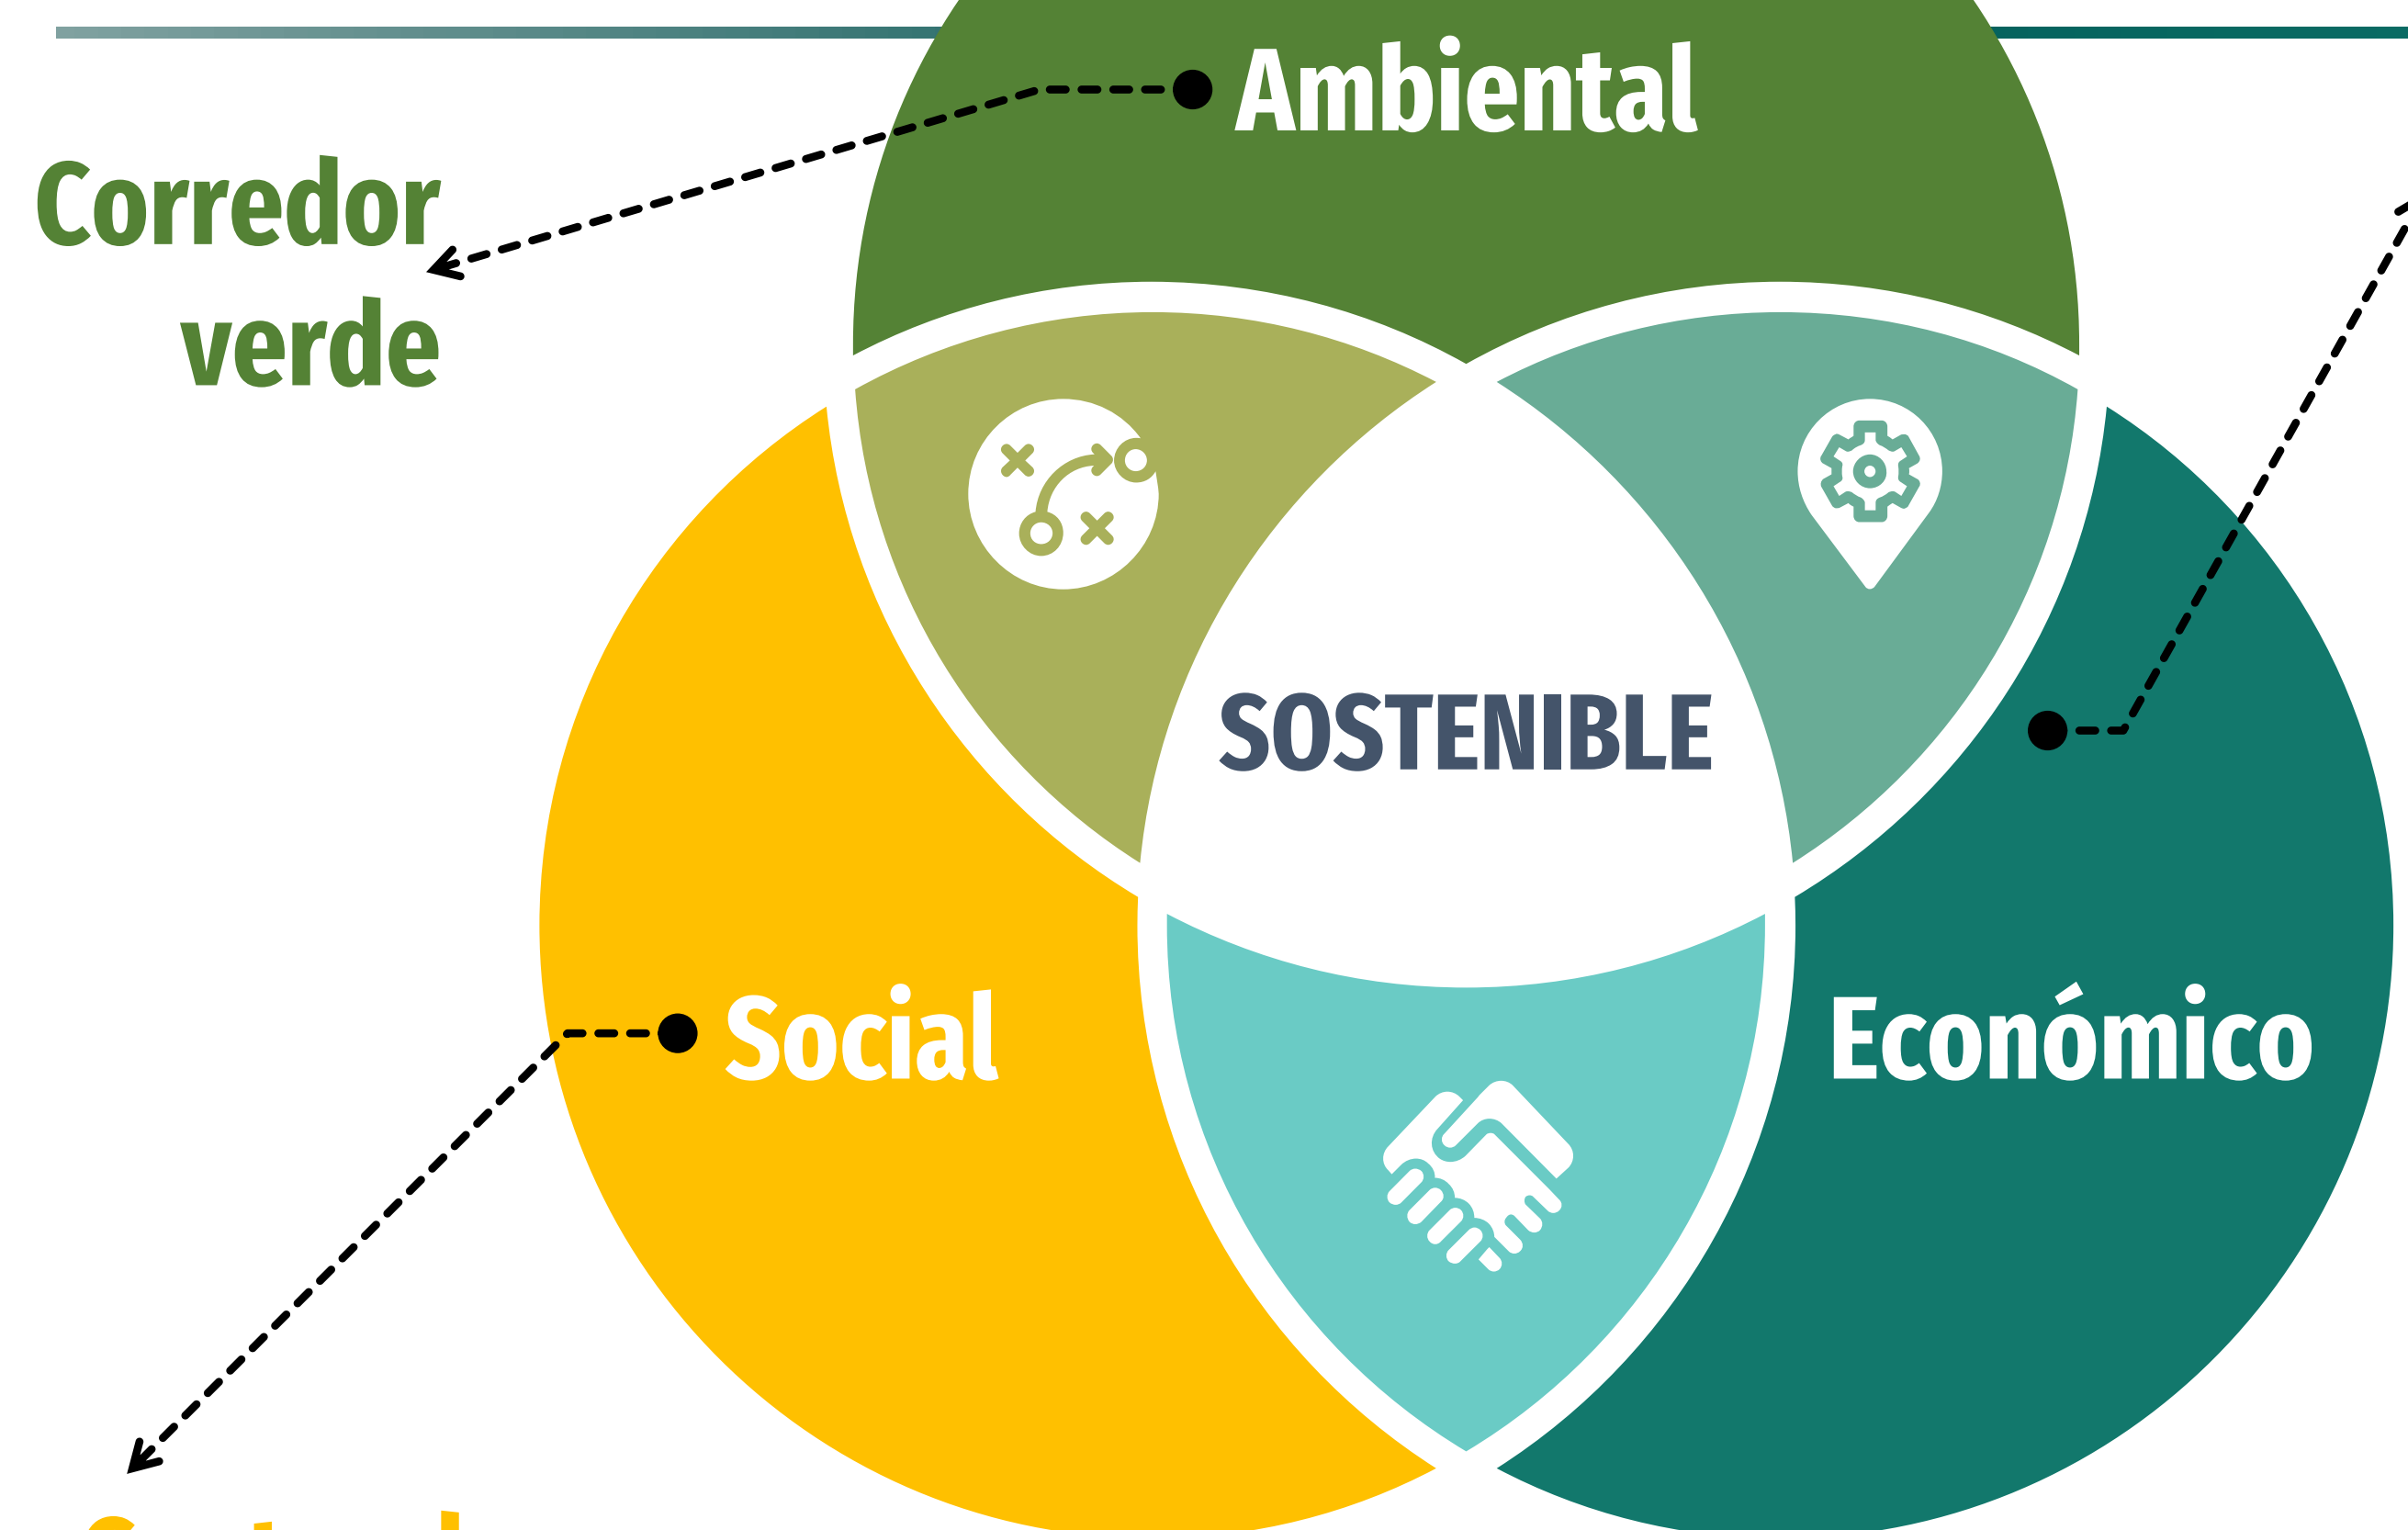 Ambiental
Corredor
verde
SOSTENIBLE
Social
Económico